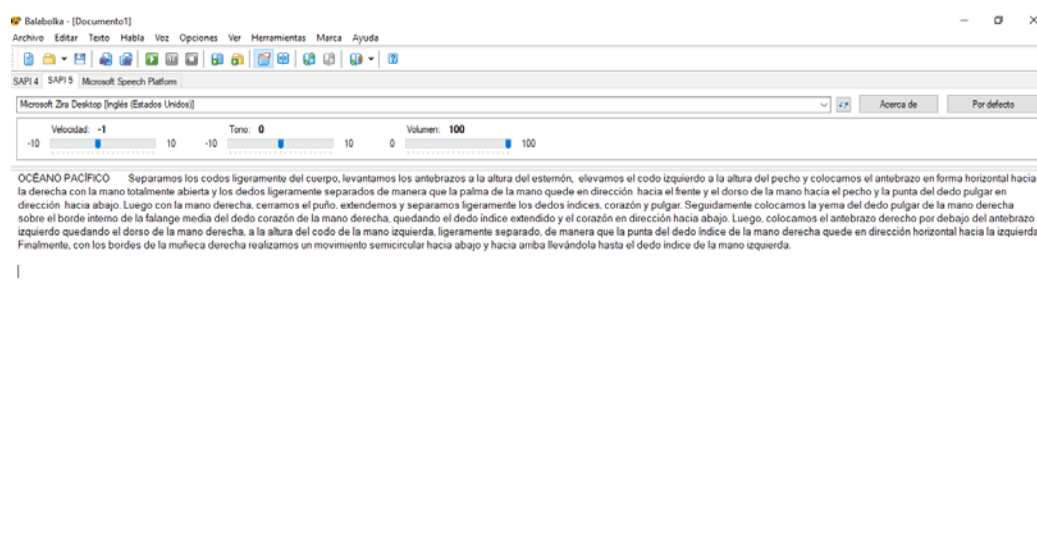 Balabolka - [Documento1]
Archivo Editar Texto Habla Voz Opciones Ver Herramientas Marca Ayuda
SAPI 4 SAPI 5 Microsoft Speech Platform
Microsoft Zira Desktop [Inglés (Estados Unidos)] Acerca de Por defecto
Velocidad: -1 Tono: 0 Volumen: 100
-10 10 -10 10 0 100
OCÉANO PACÍFICO Separamos los codos ligeramente del cuerpo, levantamos los antebrazos a la altura del esternón, elevamos el codo izquierdo a la altura del pecho y colocamos el antebrazo en forma horizontal hacia
la derecha con la mano totalmente abierta y los dedos ligeramente separados de manera que la palma de la mano quede en dirección hacia el frente y el dorso de la mano hacia el pecho y la punta del dedo pulgar en
dirección hacia abajo. Luego con la mano derecha, cerramos el puño, extendemos y separamos ligeramente los dedos índices, corazón y pulgar. Seguidamente colocamos la yema del dedo pulgar de la mano derecha
sobre el borde interno de la falange media del dedo corazón de la mano derecha, quedando el dedo índice extendido y el corazón en dirección hacia abajo. Luego, colocamos el antebrazo derecho por debajo del antebrazo
izquierdo quedando el dorso de la mano derecha, a la altura del codo de la mano izquierda, ligeramente separado, de manera que la punta del dedo índice de la mano derecha quede en dirección horizontal hacia la izquierda
Finalmente, con los bordes de la muñeca derecha realizamos un movimiento semicircular hacia abajo y hacia arriba llevándola hasta el dedo índice de la mano izquierda.